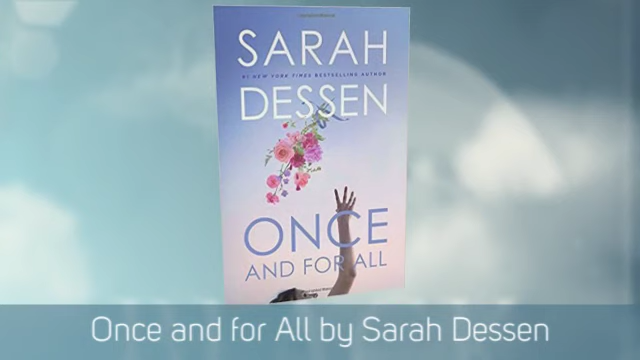 SARAH
#1 NEW YORK TIMES BESTSELLING AUTHOR
DESSEN
ONCE
AND FOR ALL
Once and for All by Sarah Dessen